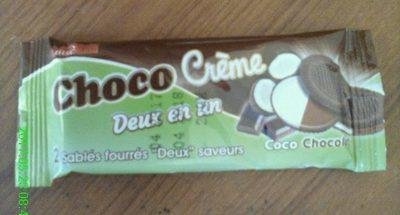 Choco Crème
Deux en un
2 Sablés fourrés "Deux" saveurs
Coco Chocolat